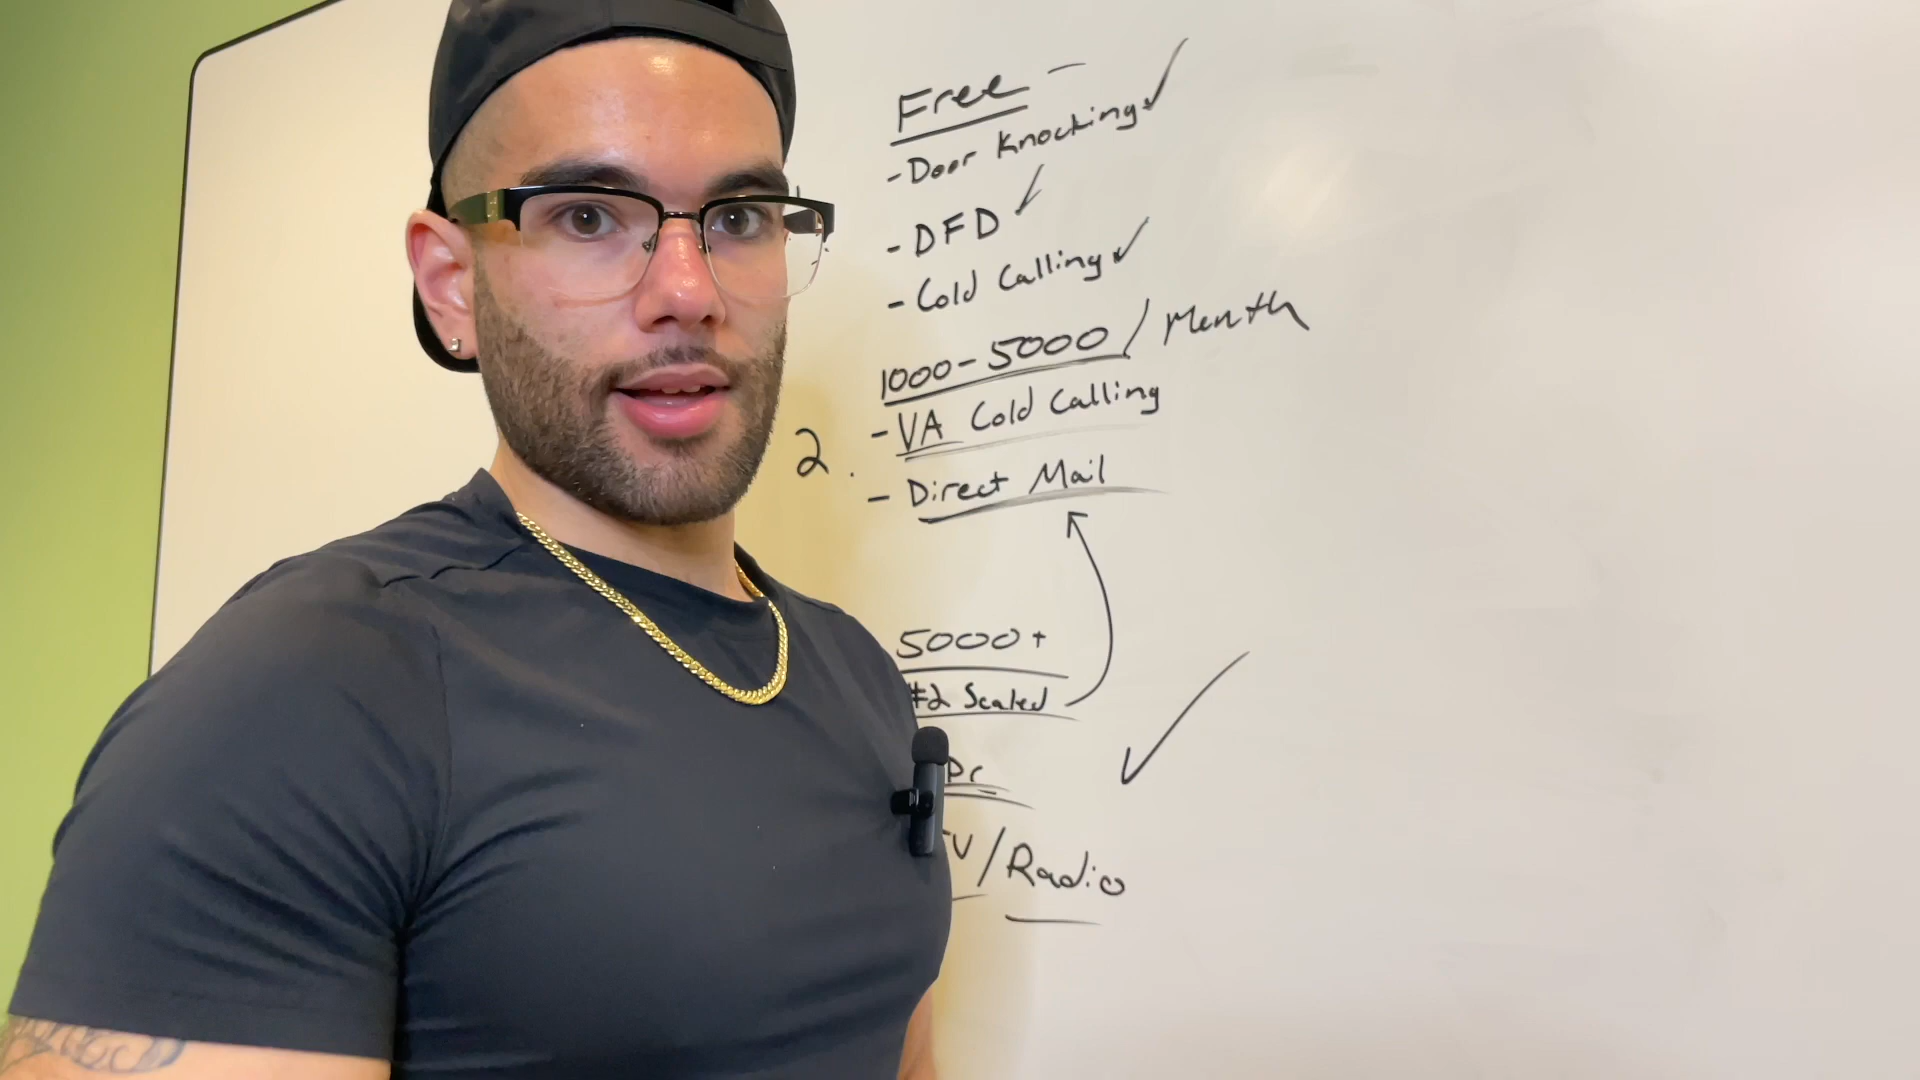 Free -
- Door Knocking ✓
- DFD ✓
- Cold Calling ✓
1000-5000 / Month
2. - VA Cold Calling
- Direct Mail
5000+
#2 Scaled
V/Radio